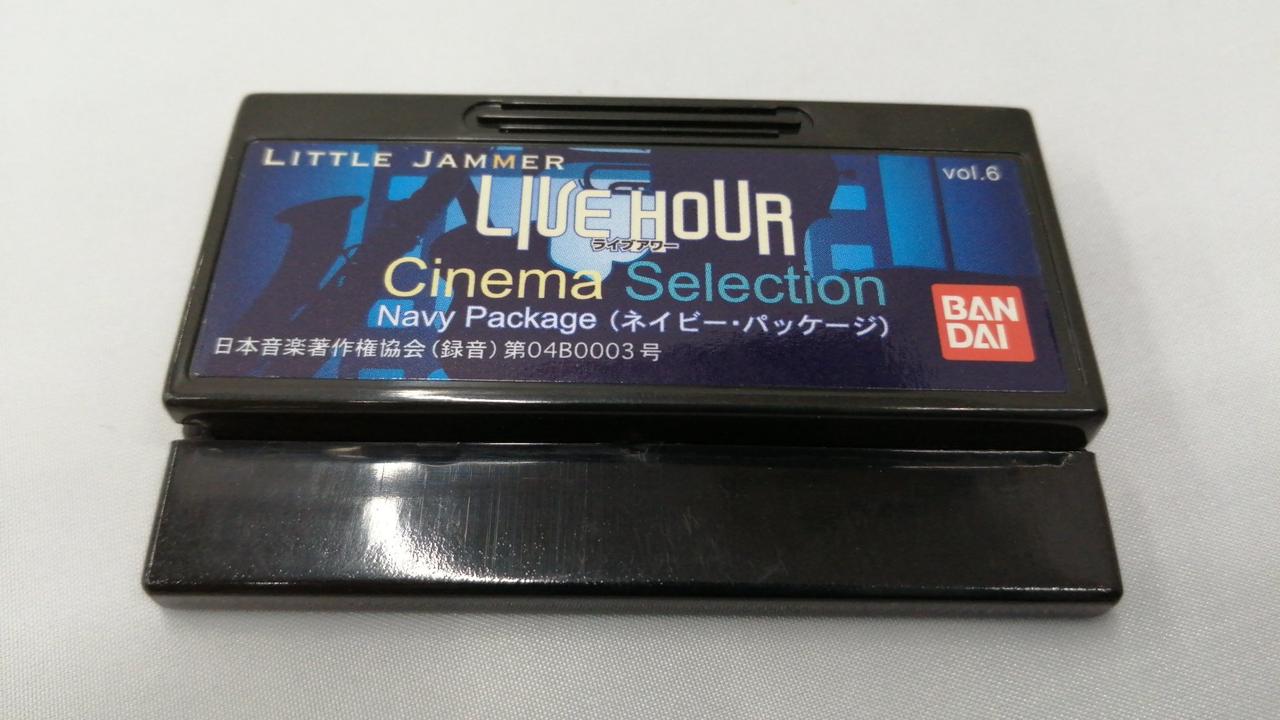 LITTLE JAMMER
vol.6
LIVE HOUR
ライブアワー
Cinema Selection
Navy Package（ネイビー・パッケージ）
BAN
DAI
日本音楽著作権協会（録音）第04B0003号